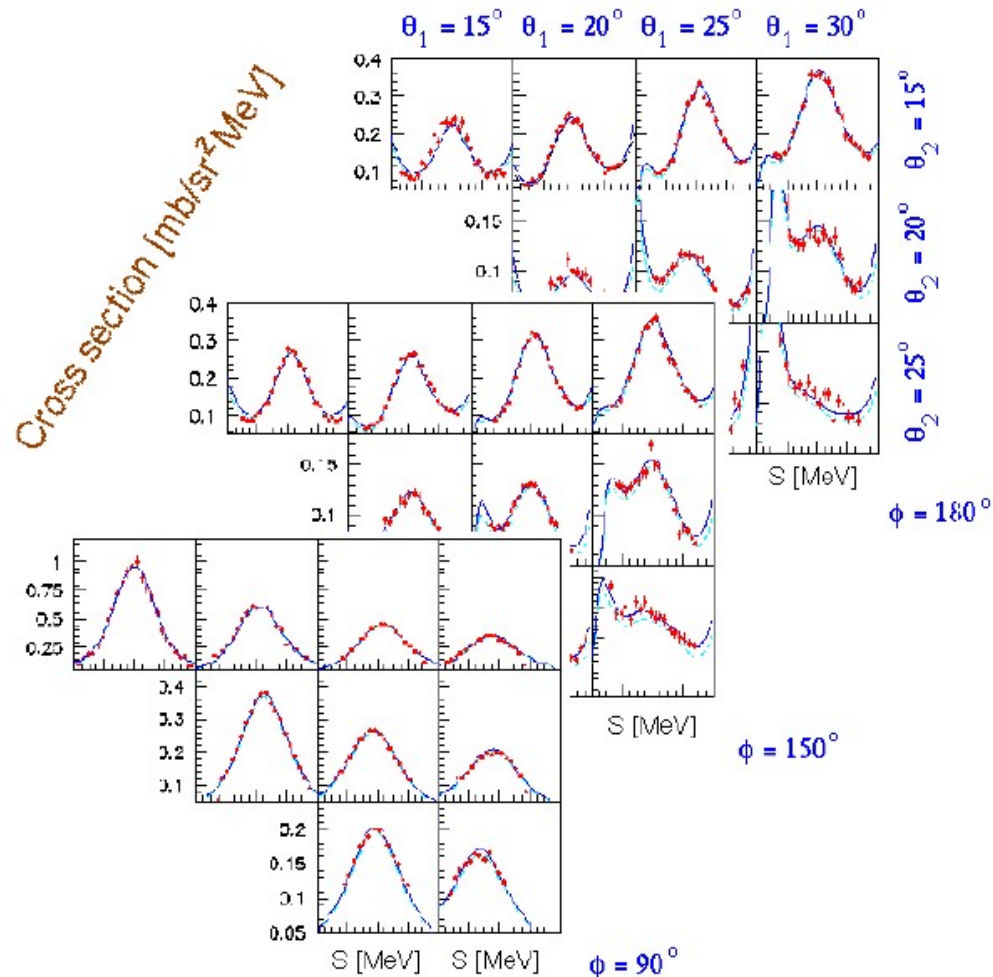 θ₁ = 15° θ₁ = 20° θ₁ = 25° θ₁ = 30°
Cross section [mb/sr²MeV]
0.4
0.3
0.2
0.1
θ₂ = 15°
0.15
0.1
θ₂ = 20°
θ₂ = 25°
S [MeV]
ϕ = 180°
0.4
0.3
0.2
0.1
0.15
0.1
S [MeV]
ϕ = 150°
1
0.75
0.5
0.25
0.4
0.3
0.2
0.1
0.2
0.15
0.1
0.05
S [MeV] S [MeV]
ϕ = 90°